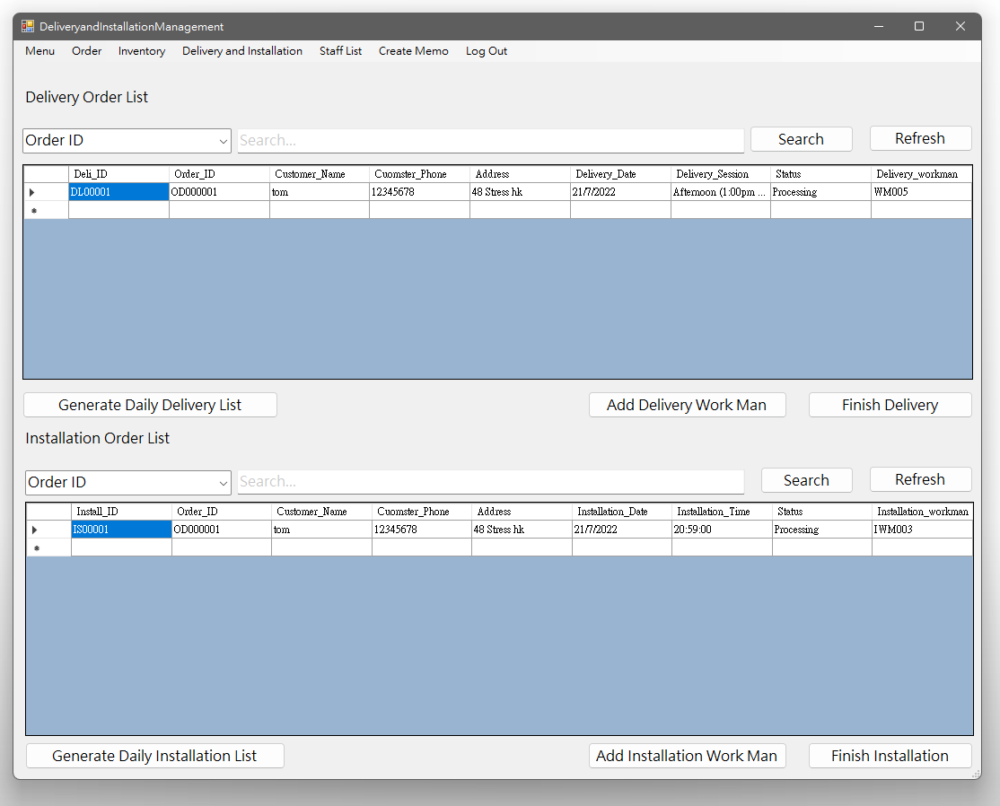 DeliveryandInstallationManagement
Menu Order Inventory Delivery and Installation Staff List Create Memo Log Out
Delivery Order List
Order ID Search... Search Refresh
Deli_ID Order_ID Customer_Name Cuomster_Phone Address Delivery_Date Delivery_Session Status Delivery_workman
DL00001 OD000001 tom 12345678 48 Stress hk 21/7/2022 Afternoon (1:00pm ... Processing WM005
Generate Daily Delivery List Add Delivery Work Man Finish Delivery
Installation Order List
Order ID Search... Search Refresh
Install_ID Order_ID Customer_Name Cuomster_Phone Address Installation_Date Installation_Time Status Installation_workman
IS00001 OD000001 tom 12345678 48 Stress hk 21/7/2022 20:59:00 Processing IWM003
Generate Daily Installation List Add Installation Work Man Finish Installation